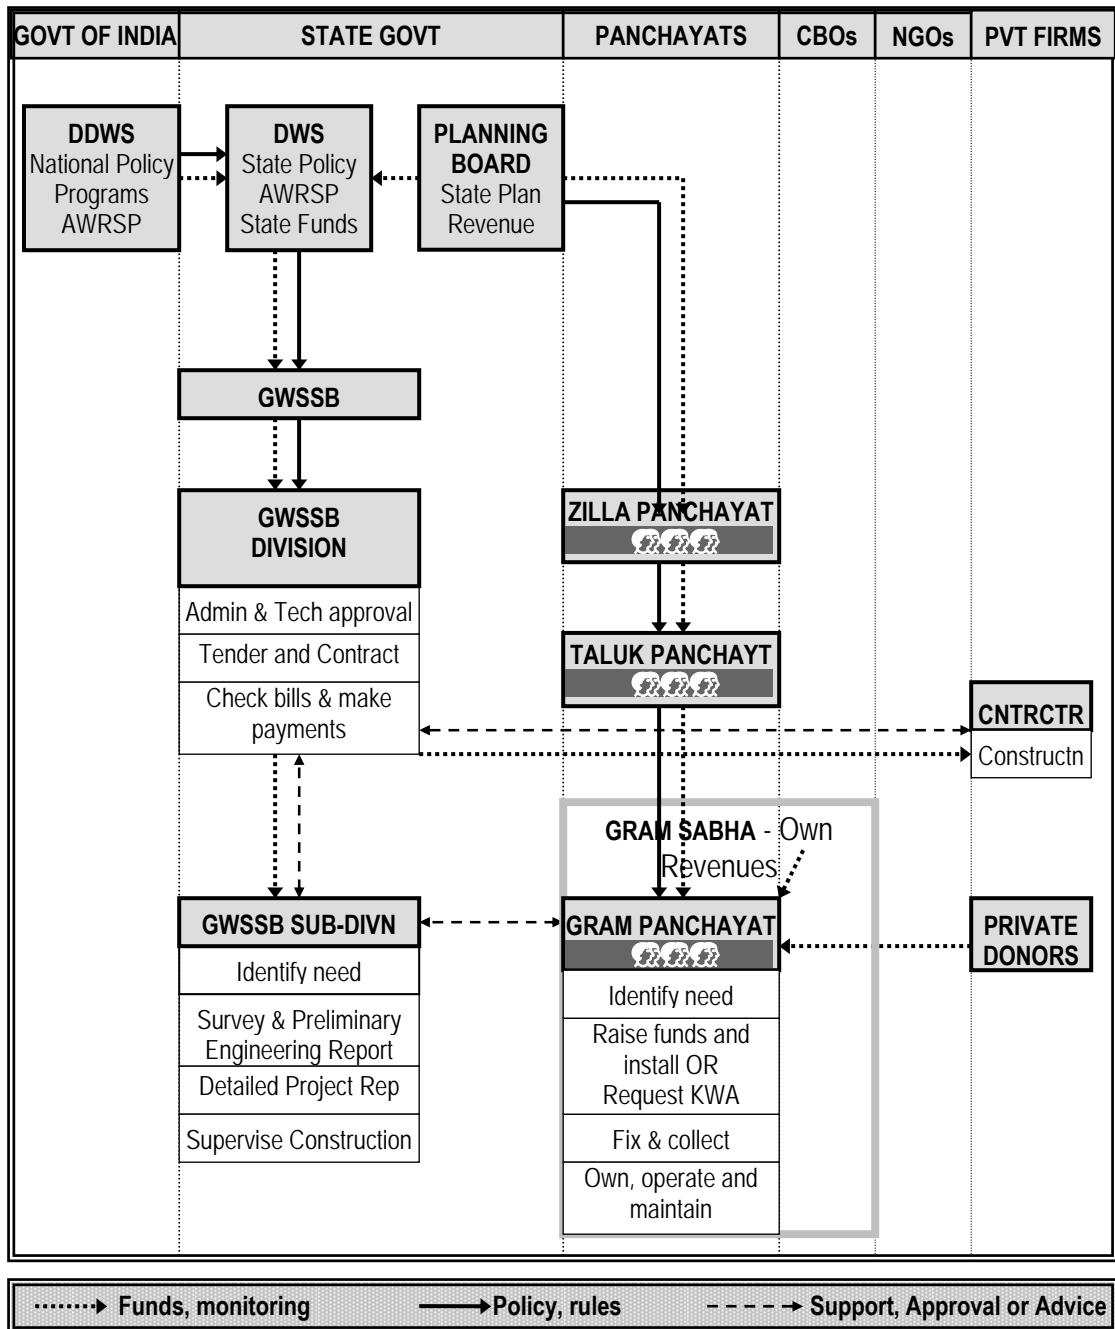 GOVT OF INDIA
STATE GOVT
PANCHAYATS
CBOs
NGOs
PVT FIRMS
DDWS
National Policy
Programs
AWRSP
DWS
State Policy
AWRSP
State Funds
PLANNING
BOARD
State Plan
Revenue
GWSSB
GWSSB
DIVISION
Admin & Tech approval
Tender and Contract
Check bills & make
payments
ZILLA PANCHAYAT
TALUK PANCHAYT
CNTRCTR
Constructn
GRAM SABHA - Own
Revenues
GWSSB SUB-DIVN
Identify need
Survey & Preliminary
Engineering Report
Detailed Project Rep
Supervise Construction
GRAM PANCHAYAT
Identify need
Raise funds and
install OR
Request KWA
Fix & collect
Own, operate and
maintain
PRIVATE
DONORS
Funds, monitoring
Policy, rules
Support, Approval or Advice